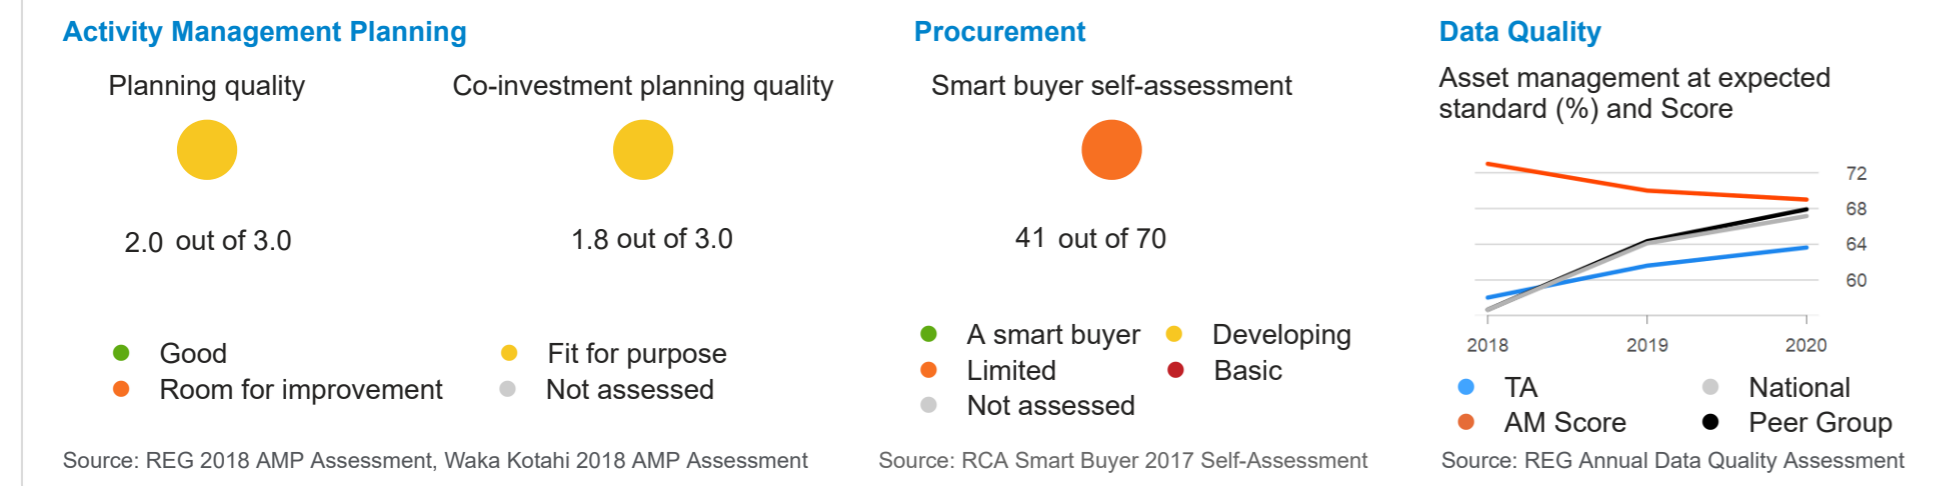 Activity Management Planning
Planning quality
Co-investment planning quality
2.0 out of 3.0
1.8 out of 3.0
Good
Fit for purpose
Room for improvement
Not assessed
Source: REG 2018 AMP Assessment, Waka Kotahi 2018 AMP Assessment
Procurement
Smart buyer self-assessment
41 out of 70
A smart buyer
Developing
Limited
Basic
Not assessed
Source: RCA Smart Buyer 2017 Self-Assessment
Data Quality
Asset management at expected
standard (%) and Score
72
68
64
60
2018
2019
2020
TA
National
AM Score
Peer Group
Source: REG Annual Data Quality Assessment